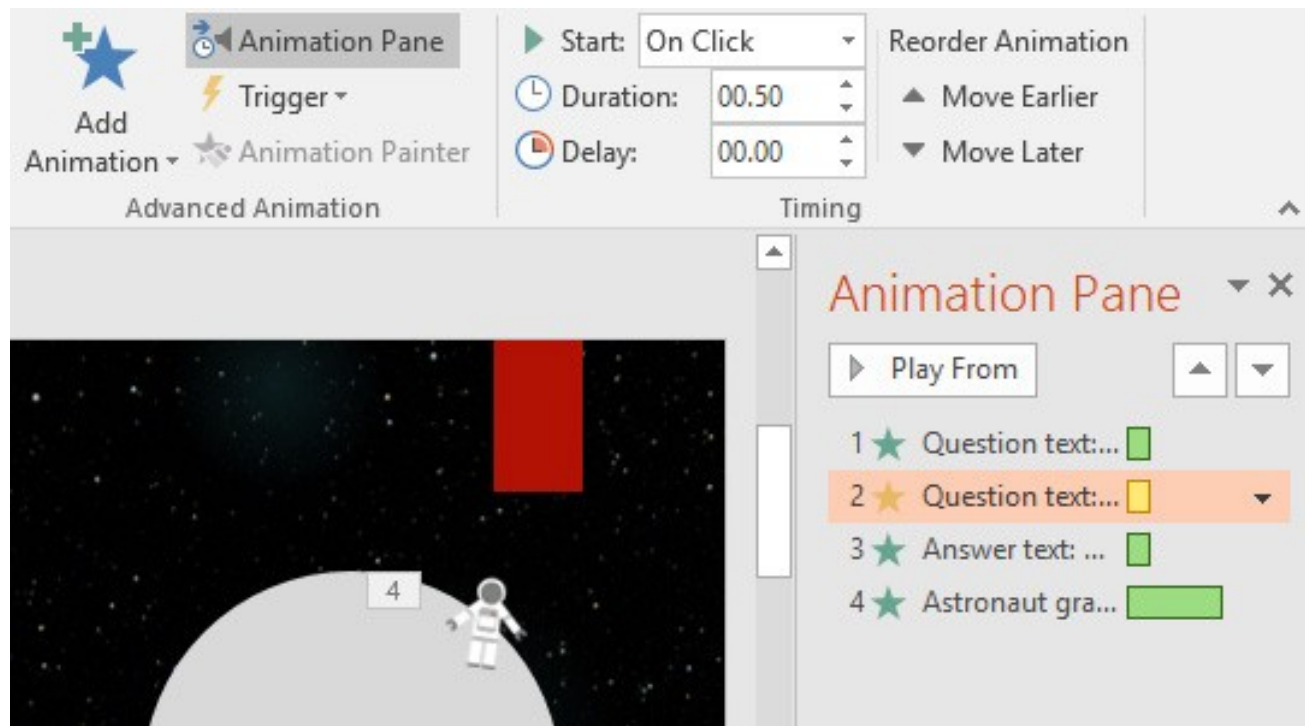 Add
Animation
Animation Pane
Trigger
Animation Painter
Advanced Animation
Start: On Click
Duration: 00.50
Delay: 00.00
Reorder Animation
Move Earlier
Move Later
Timing
4
Animation Pane
Play From
1 Question text:...
2 Question text:...
3 Answer text: ...
4 Astronaut gra...